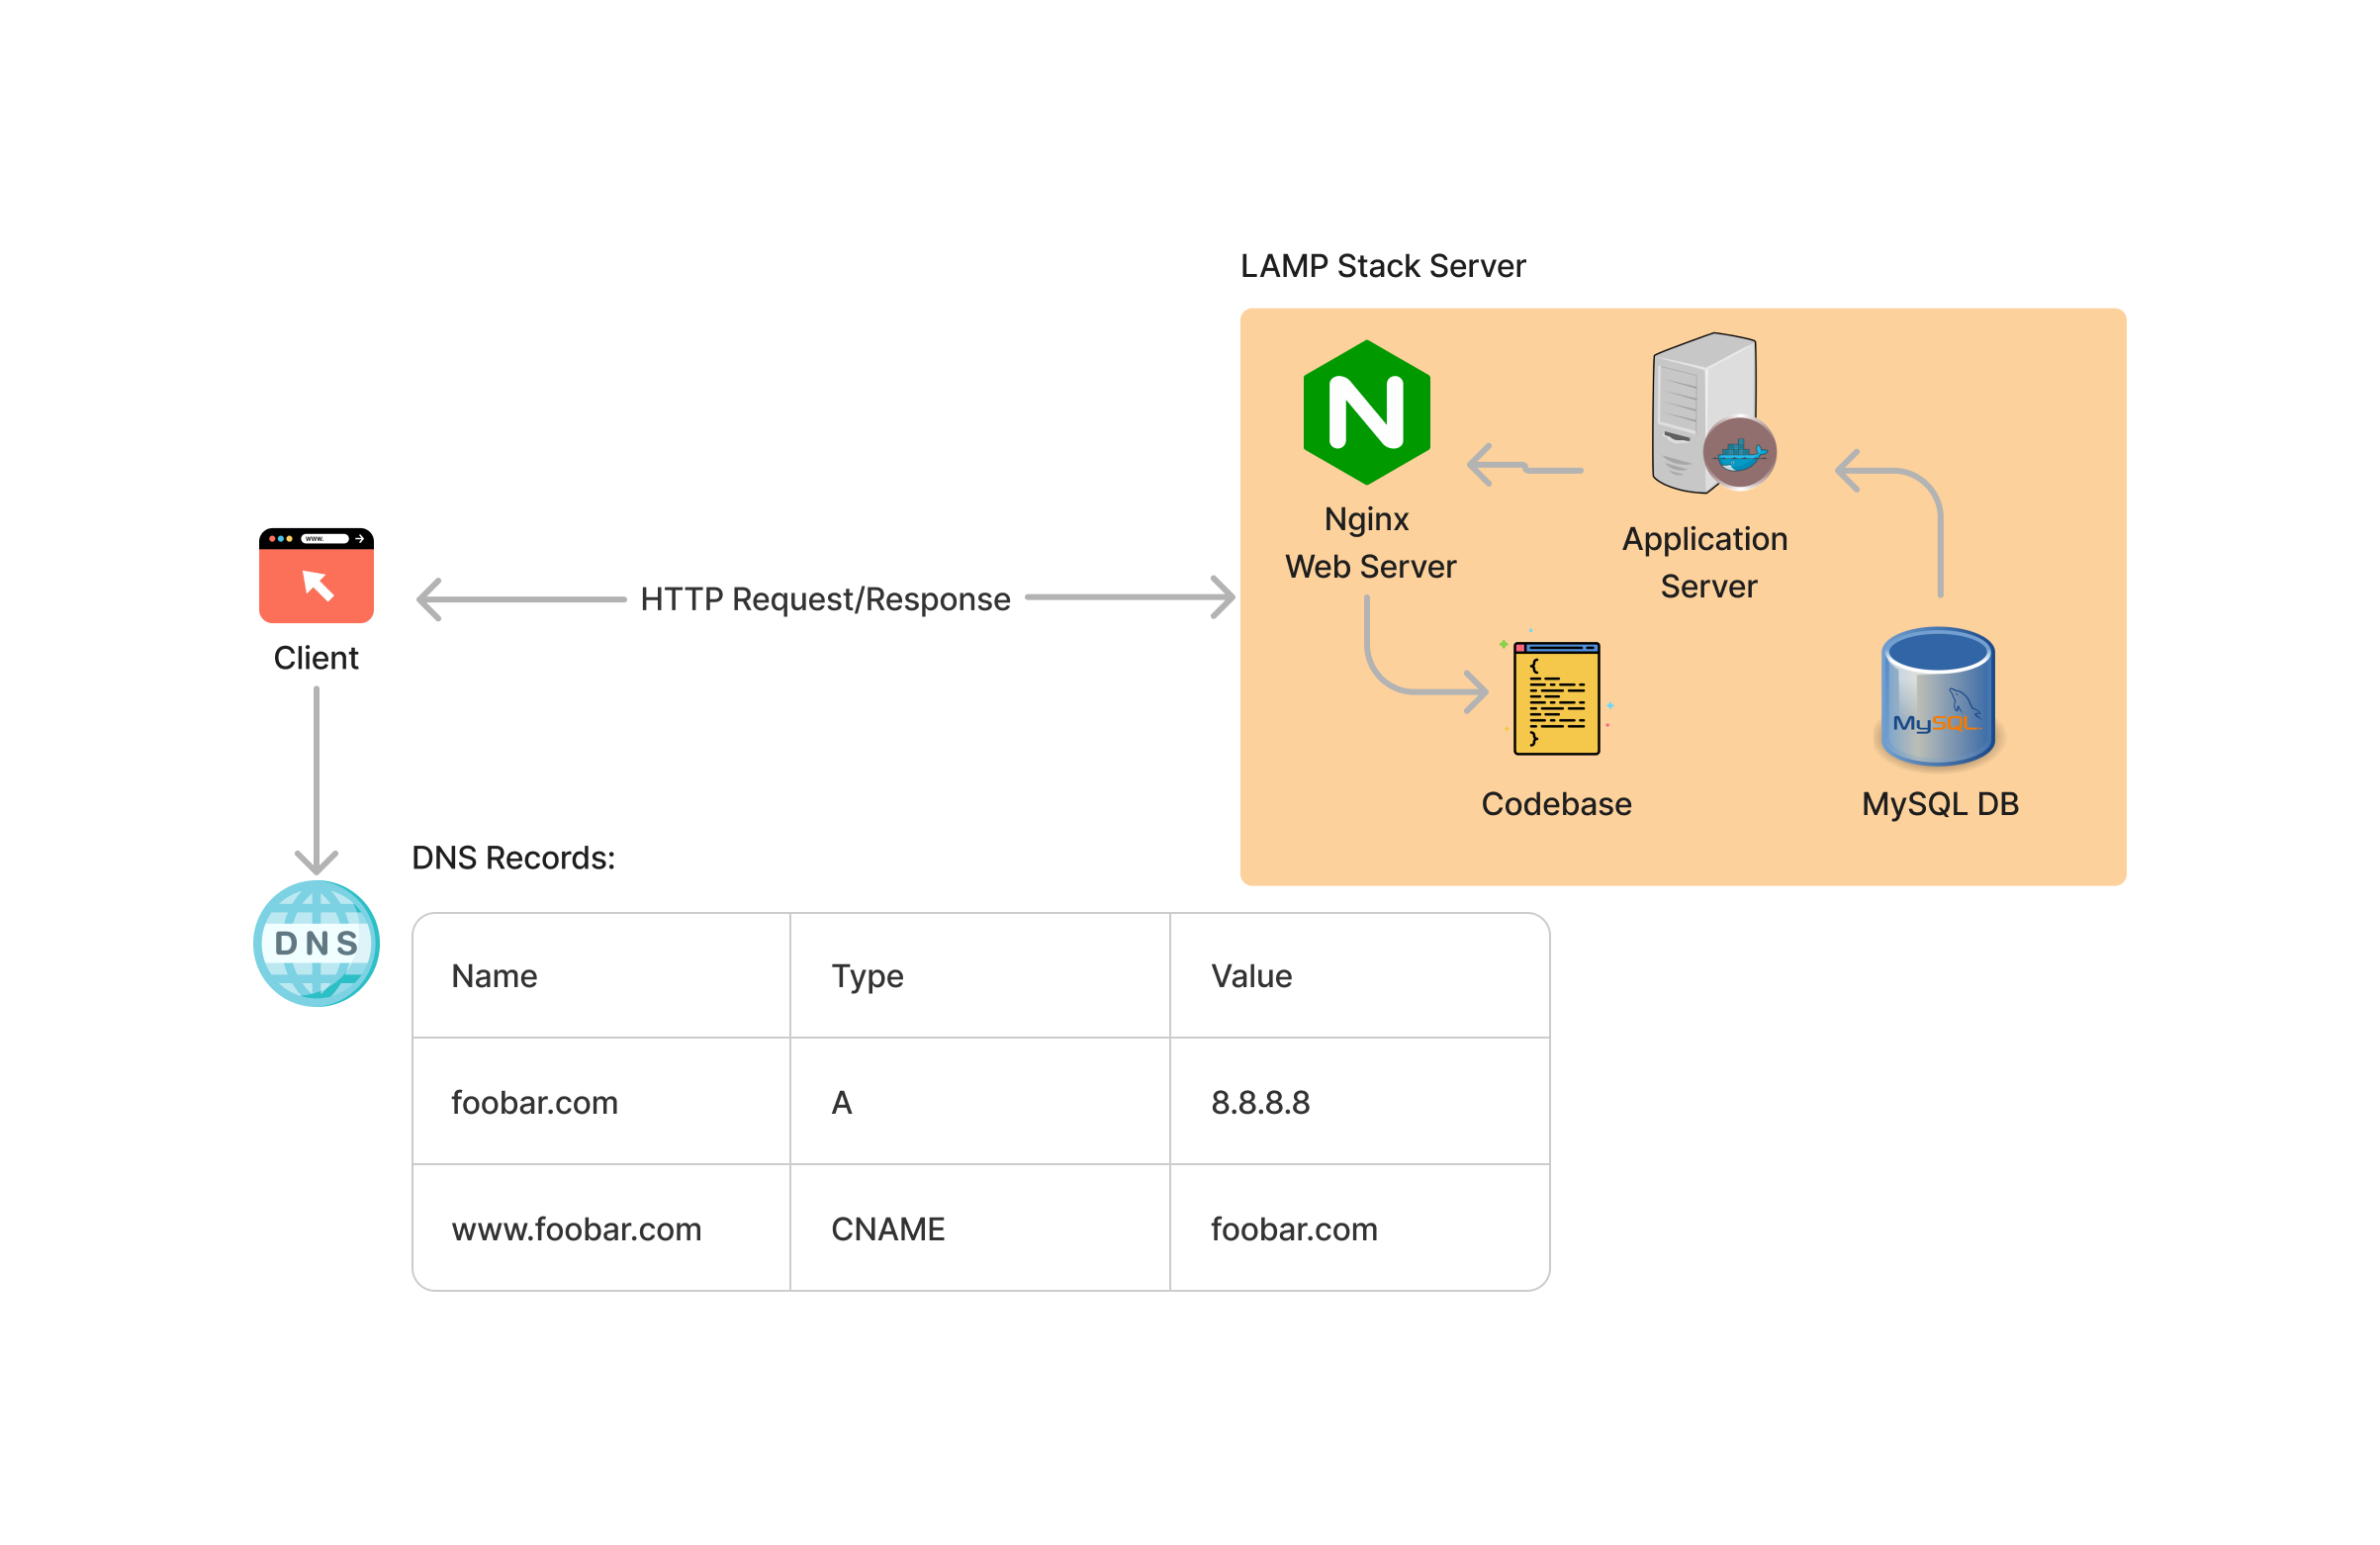 LAMP Stack Server
N
Nginx
Web Server
Application
Server
www.
HTTP Request/Response
Client
{
}
MySQL
Codebase
MySQL DB
DNS Records:
DNS
Name Type Value
foobar.com A 8.8.8.8
www.foobar.com CNAME foobar.com